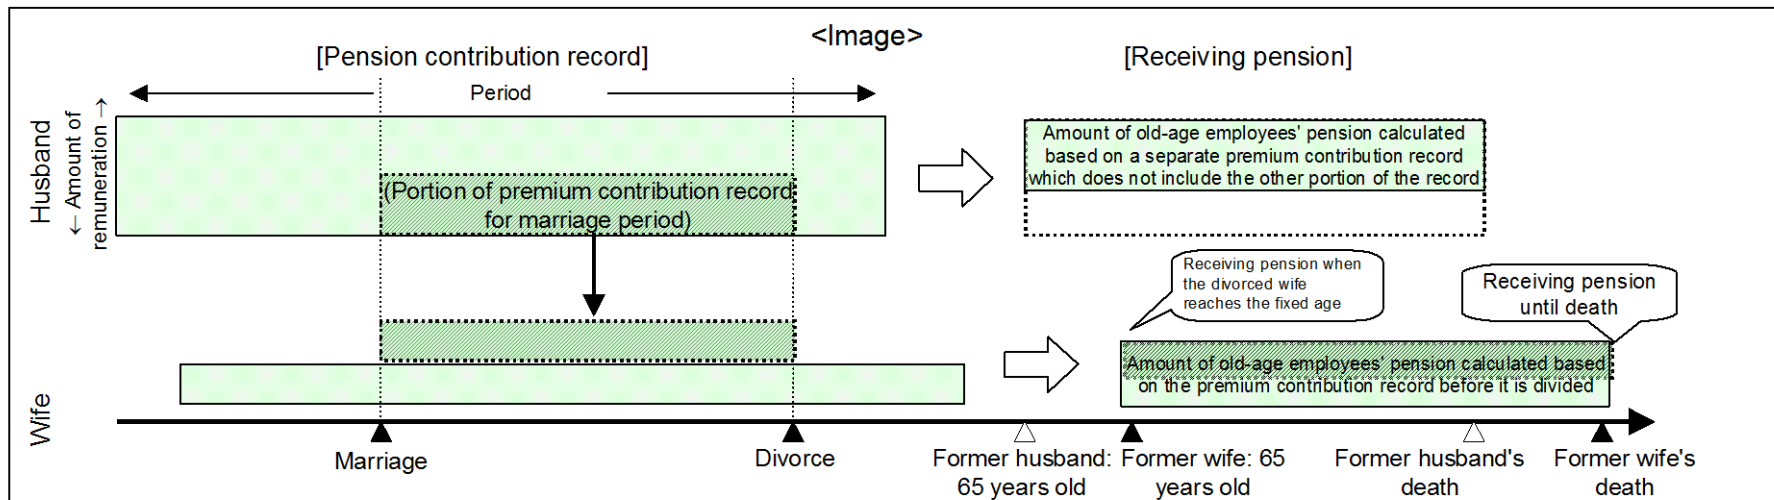 <Image>
[Pension contribution record]
[Receiving pension]
Period
Husband
← Amount of
remuneration →
(Portion of premium contribution record
for marriage period)
Amount of old-age employees' pension calculated
based on a separate premium contribution record
which does not include the other portion of the record
Receiving pension when
the divorced wife
reaches the fixed age
Receiving pension
until death
Amount of old-age employees' pension calculated based
on the premium contribution record before it is divided
Wife
Marriage
Divorce
Former husband:
65 years old
Former wife: 65
years old
Former husband's
death
Former wife's
death